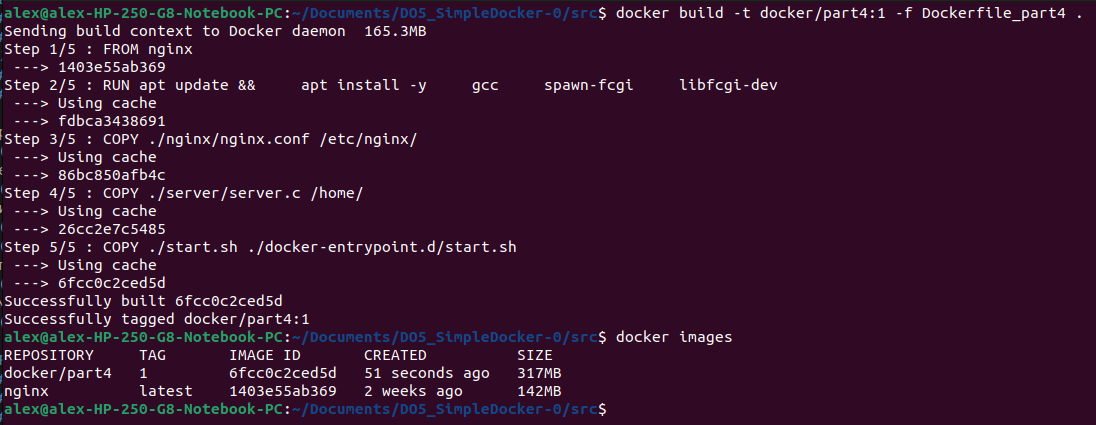 alex@alex-HP-250-G8-Notebook-PC:~/Documents/DO5_SimpleDocker-0/src$ docker build -t docker/part4:1 -f Dockerfile_part4 .
Sending build context to Docker daemon  165.3MB
Step 1/5 : FROM nginx
 ---> 1403e55ab369
Step 2/5 : RUN apt update &&     apt install -y     gcc     spawn-fcgi     libfcgi-dev
 ---> Using cache
 ---> fdbca3438691
Step 3/5 : COPY ./nginx/nginx.conf /etc/nginx/
 ---> Using cache
 ---> 86bc850afb4c
Step 4/5 : COPY ./server/server.c /home/
 ---> Using cache
 ---> 26cc2e7c5485
Step 5/5 : COPY ./start.sh ./docker-entrypoint.d/start.sh
 ---> Using cache
 ---> 6fcc0c2ced5d
Successfully built 6fcc0c2ced5d
Successfully tagged docker/part4:1
alex@alex-HP-250-G8-Notebook-PC:~/Documents/DO5_SimpleDocker-0/src$ docker images
REPOSITORY     TAG       IMAGE ID       CREATED          SIZE
docker/part4   1         6fcc0c2ced5d   51 seconds ago   317MB
nginx          latest    1403e55ab369   2 weeks ago      142MB
alex@alex-HP-250-G8-Notebook-PC:~/Documents/DO5_SimpleDocker-0/src$